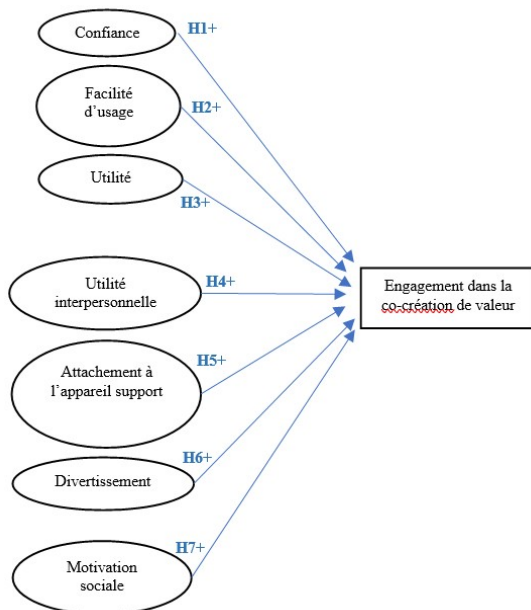 Confiance
H1+
Facilité
d’usage
H2+
Utilité
H3+
Utilité
interpersonnelle
H4+
Engagement dans la
co-création de valeur
Attachement à
l’appareil support
H5+
Divertissement
H6+
Motivation
sociale
H7+